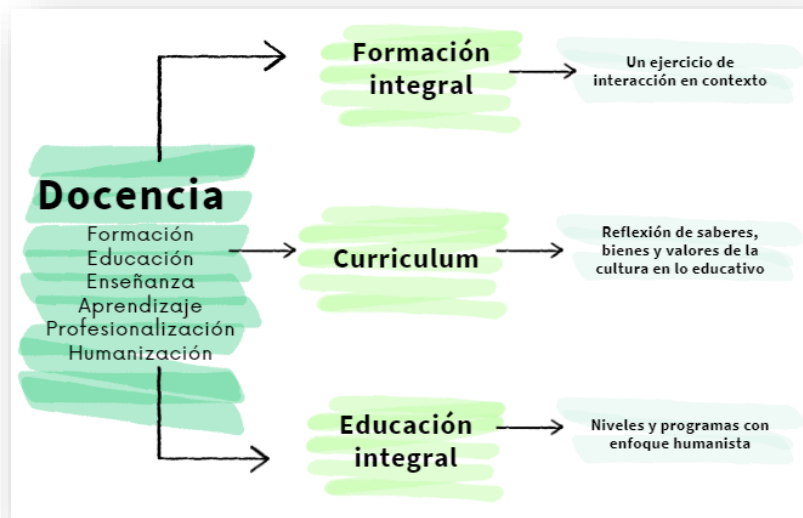 Docencia
Formación
Educación
Enseñanza
Aprendizaje
Profesionalización
Humanización
Formación
integral
Un ejercicio de
interacción en contexto
Curriculum
Reflexión de saberes,
bienes y valores de la
cultura en lo educativo
Educación
integral
Niveles y programas con
enfoque humanista